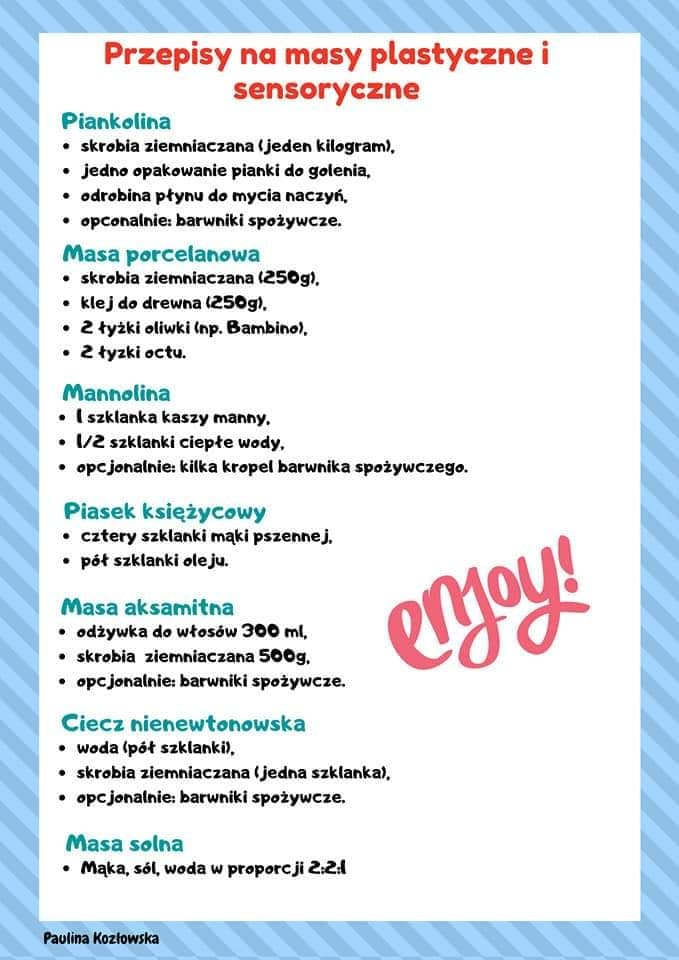 Przepisy na masy plastyczne i
sensoryczne
Piankolina
• skrobia ziemniaczana (jeden kilogram),
• jedno opakowanie pianki do golenia,
• odrobina płynu do mycia naczyń,
• opconalnie: barwniki spożywcze.
Masa porcelanowa
• skrobia ziemniaczana (250g),
• klej do drewna (250g),
• 2 łyżki oliwki (np. Bambino),
• 2 łyzki octu.
Mannolina
• 1 szklanka kaszy manny,
• 1/2 szklanki ciepłe wody,
• opcjonalnie: kilka kropel barwnika spożywczego.
Piasek księżycowy
• cztery szklanki mąki pszennej,
• pół szklanki oleju.
enjoy!
Masa aksamitna
• odżywka do włosów 300 ml,
• skrobia ziemniaczana 500g,
• opcjonalnie: barwniki spożywcze.
Ciecz nienewtonowska
• woda (pół szklanki),
• skrobia ziemniaczana (jedna szklanka),
• opcjonalnie: barwniki spożywcze.
Masa solna
• Mąka, sól, woda w proporcji 2:2:1
Paulina Kozłowska